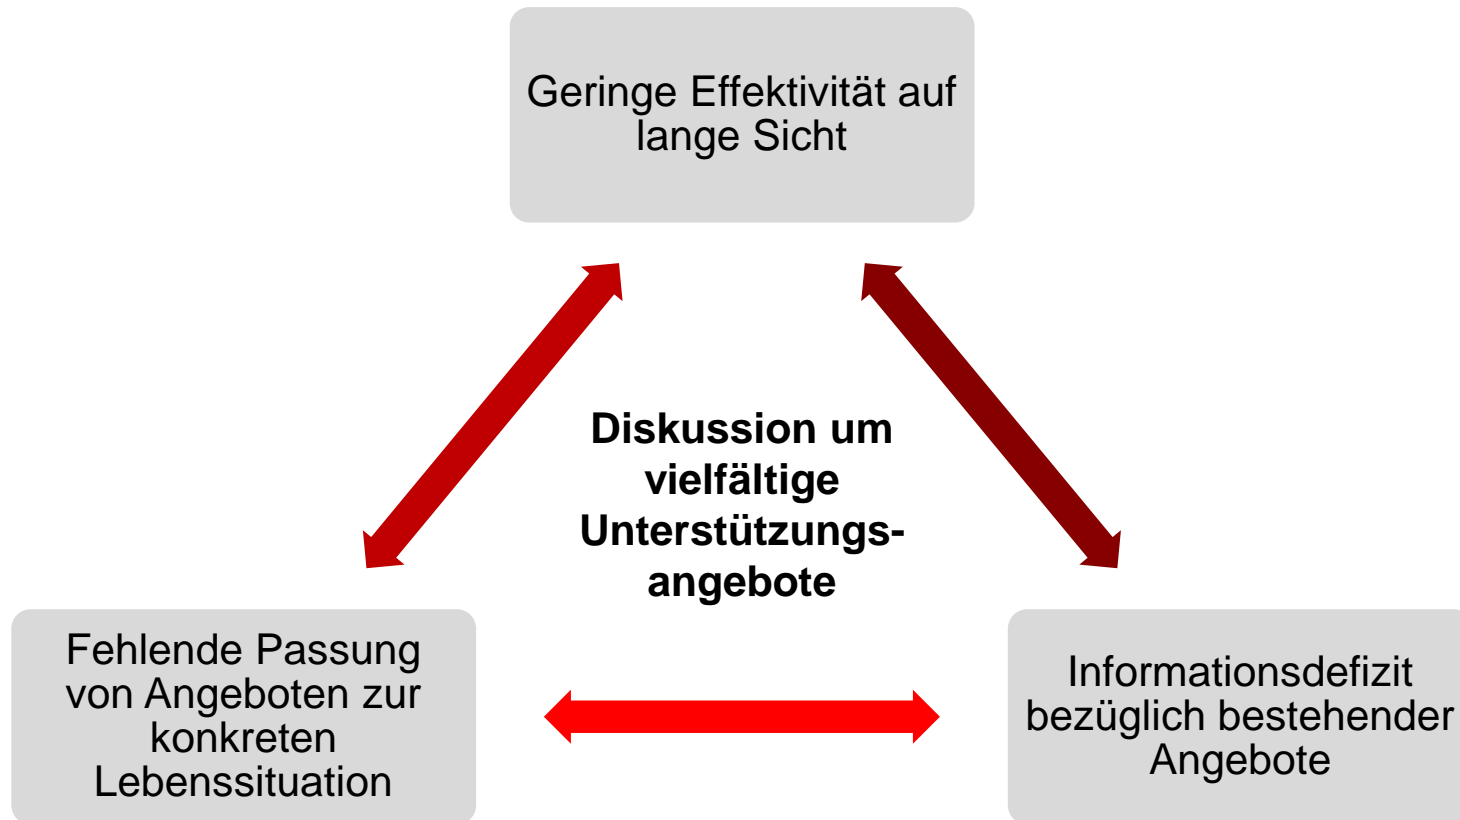 Geringe Effektivität auf
lange Sicht
Diskussion um
vielfältige
Unterstützungs-
angebote
Fehlende Passung
von Angeboten zur
konkreten
Lebenssituation
Informationsdefizit
bezüglich bestehender
Angebote